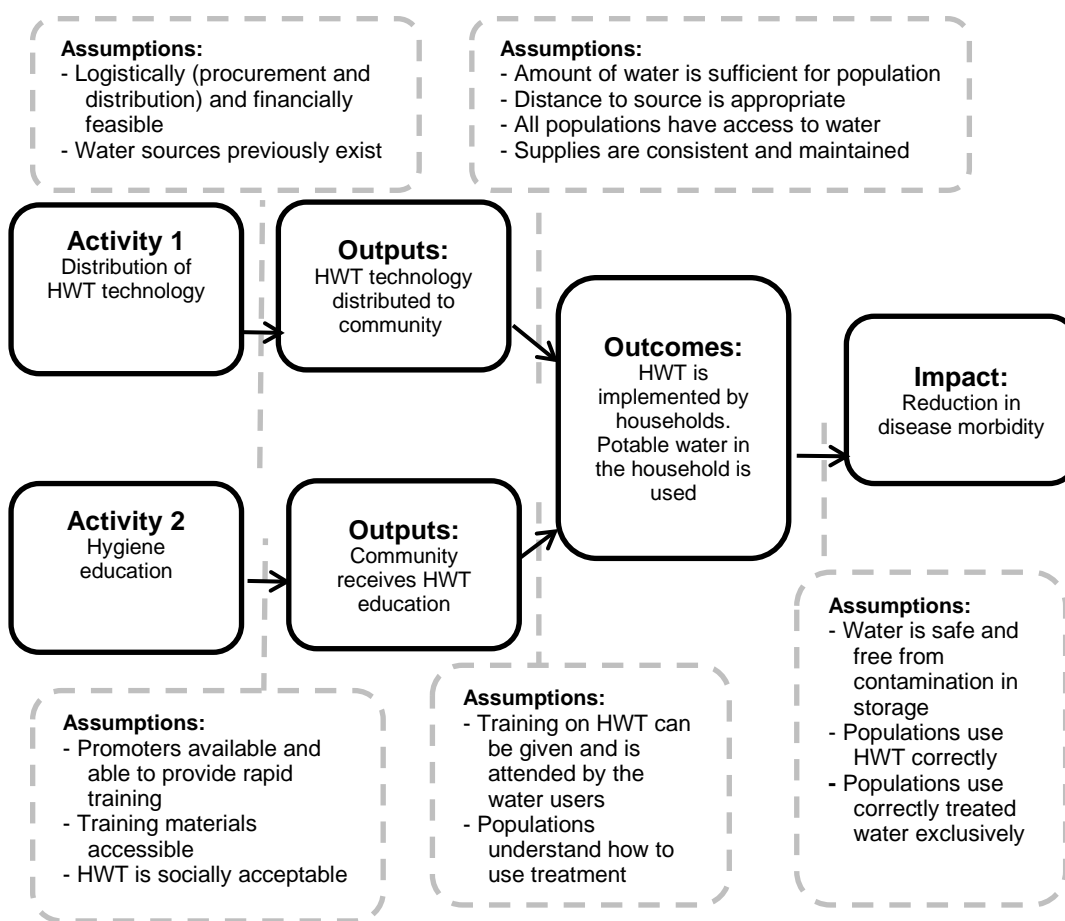 Assumptions:
- Logistically (procurement and
distribution) and financially
feasible
- Water sources previously exist
Assumptions:
- Amount of water is sufficient for population
- Distance to source is appropriate
- All populations have access to water
- Supplies are consistent and maintained
Activity 1
Distribution of
HWT technology
Outputs:
HWT technology
distributed to
community
Outcomes:
HWT is
implemented by
households.
Potable water in
the household is
used
Impact:
Reduction in
disease morbidity
Activity 2
Hygiene
education
Outputs:
Community
receives HWT
education
Assumptions:
- Promoters available and
able to provide rapid
training
- Training materials
accessible
- HWT is socially acceptable
Assumptions:
- Training on HWT can
be given and is
attended by the
water users
- Populations
understand how to
use treatment
Assumptions:
- Water is safe and
free from
contamination in
storage
- Populations use
HWT correctly
- Populations use
correctly treated
water exclusively